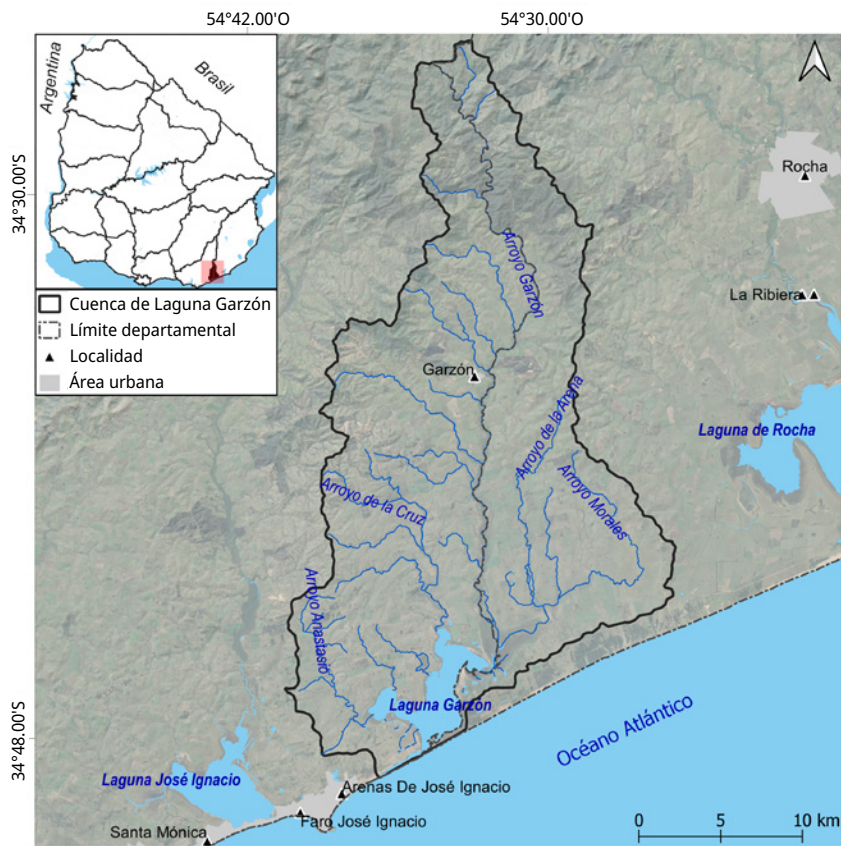 54°42.00'O
54°30.00'O
Argentina
Brasil
34°30.00'S
Rocha
Arroyo Garzón
La Ribiera
Cuenca de Laguna Garzón
Límite departamental
Localidad
Área urbana
Garzón
Arroyo de la Arena
Laguna de Rocha
Arroyo de la Cruz
Arroyo Morales
Arroyo Anastasio
Laguna Garzón
Océano Atlántico
34°48.00'S
Laguna José Ignacio
Arenas De José Ignacio
Faro José Ignacio
Santa Mónica
0 5 10 km